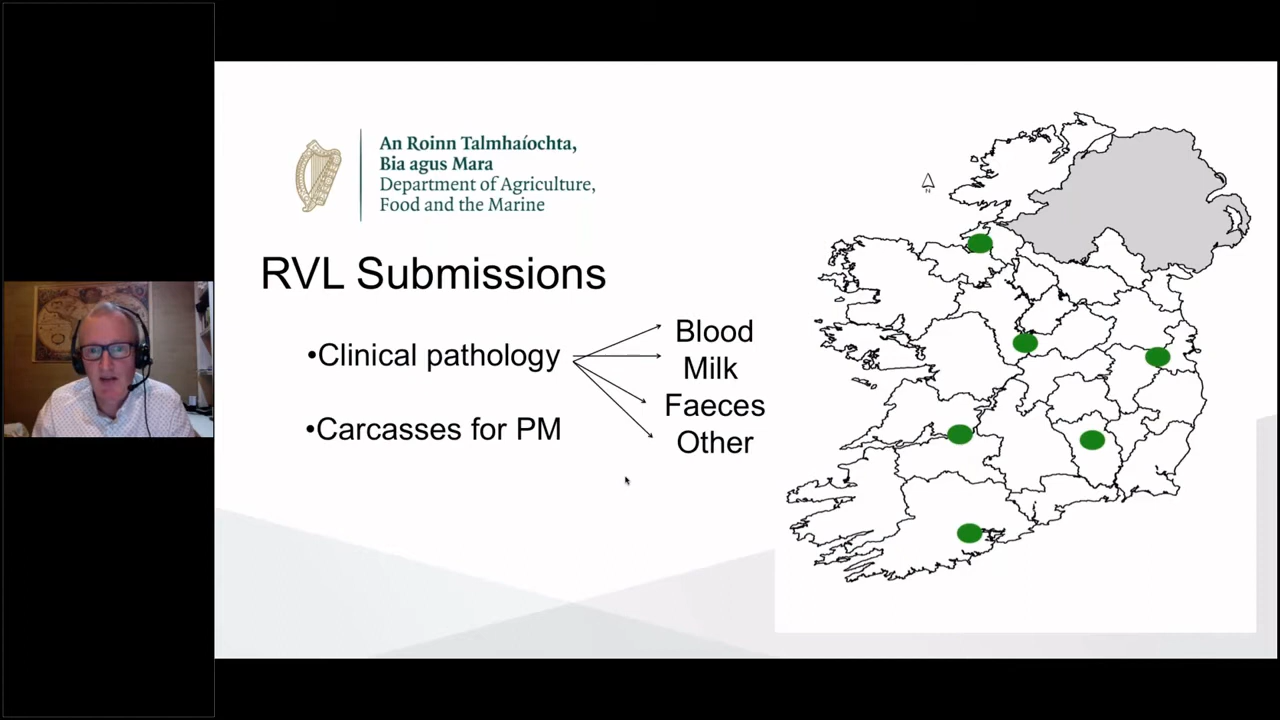 An Roinn Talmhaíochta,
Bia agus Mara
Department of Agriculture,
Food and the Marine
RVL Submissions
•Clinical pathology
•Carcasses for PM
Blood
Milk
Faeces
Other
N